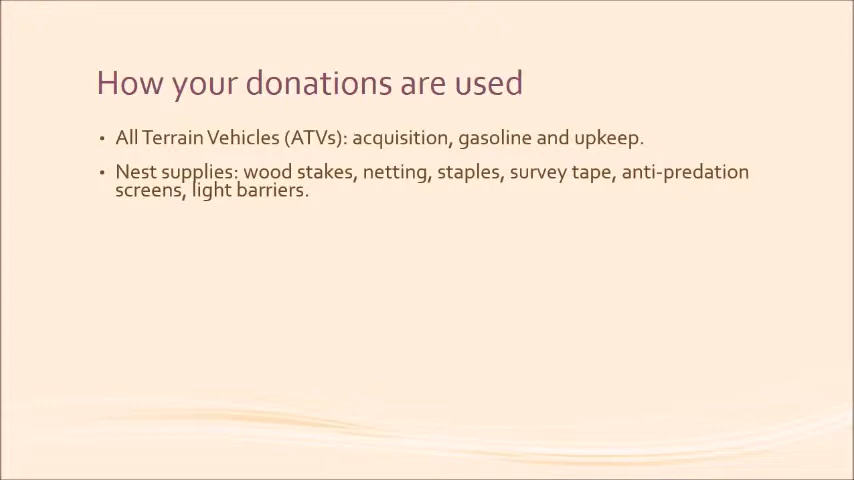 How your donations are used
• All Terrain Vehicles (ATVs): acquisition, gasoline and upkeep.
• Nest supplies: wood stakes, netting, staples, survey tape, anti-predation
screens, light barriers.